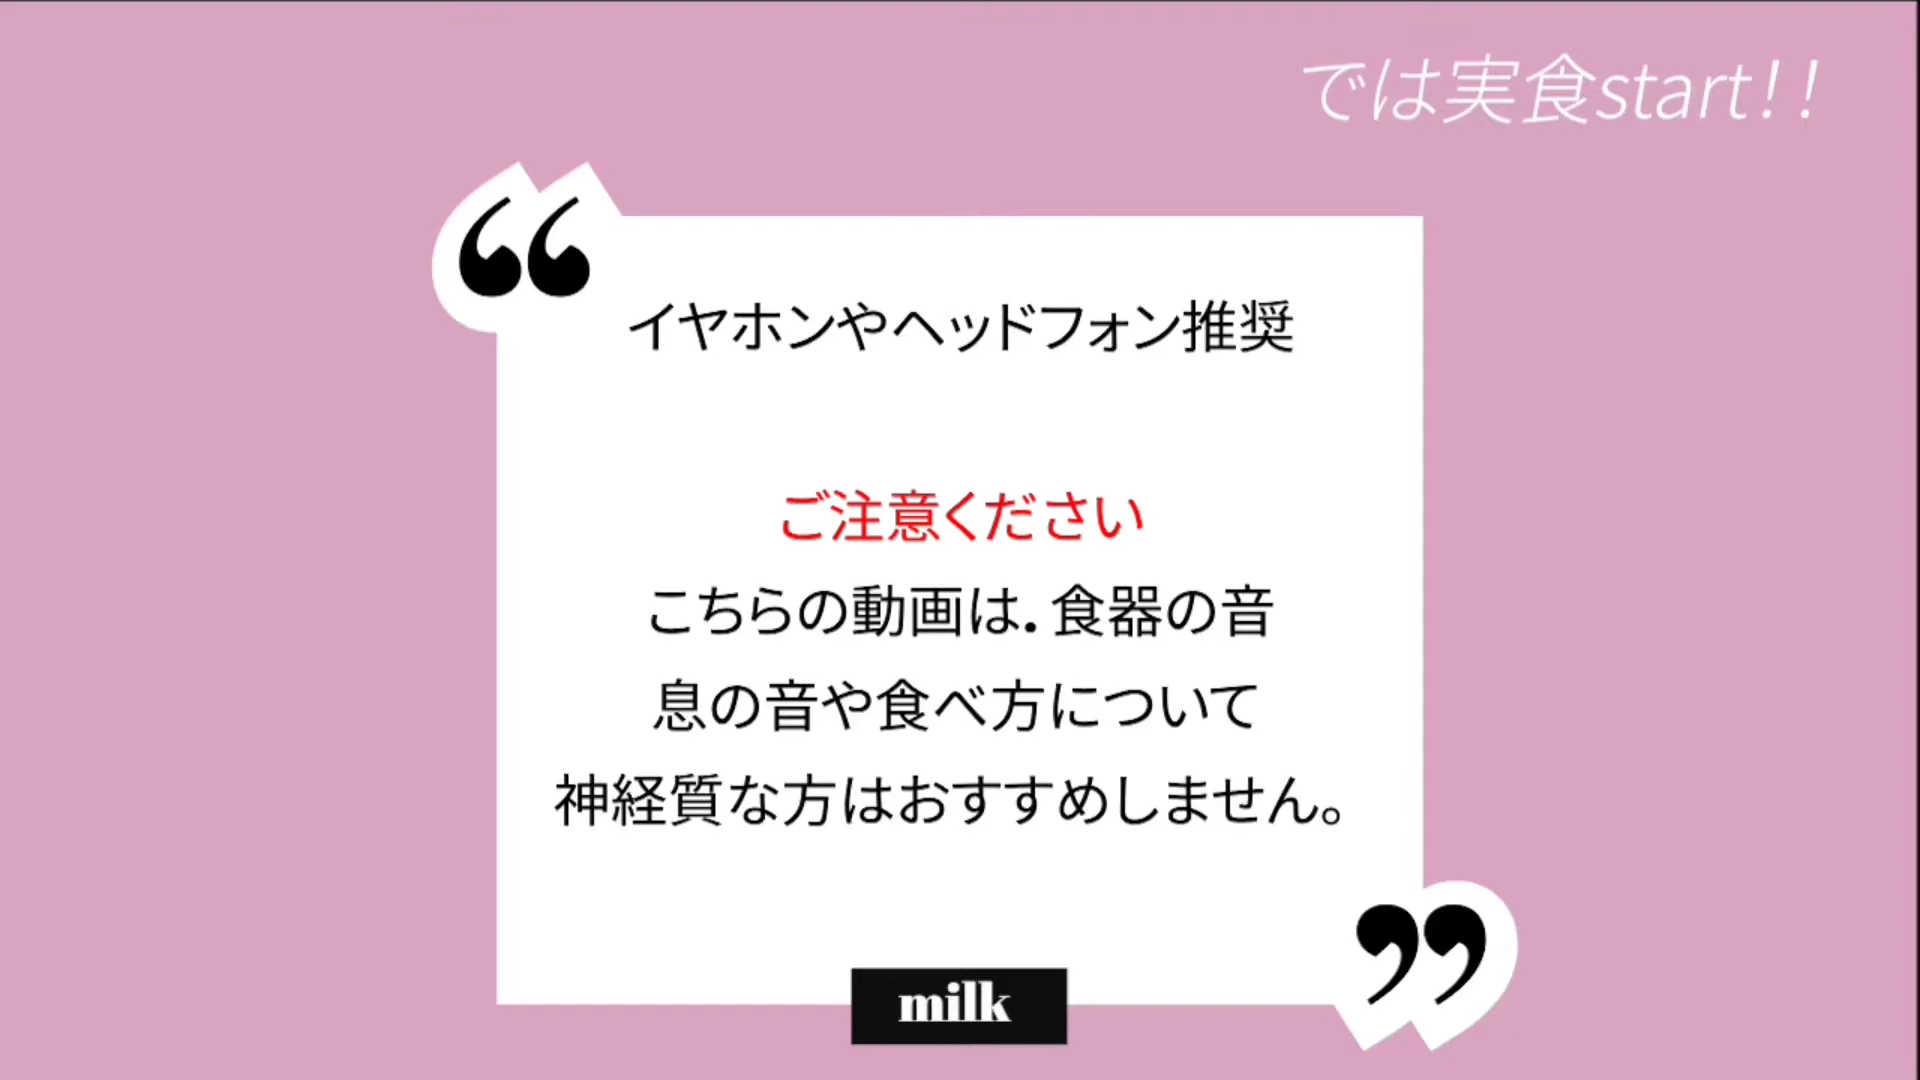 では実食start!!
イヤホンやヘッドフォン推奨
ご注意ください
こちらの動画は.食器の音
息の音や食べ方について
神経質な方はおすすめしません。
milk